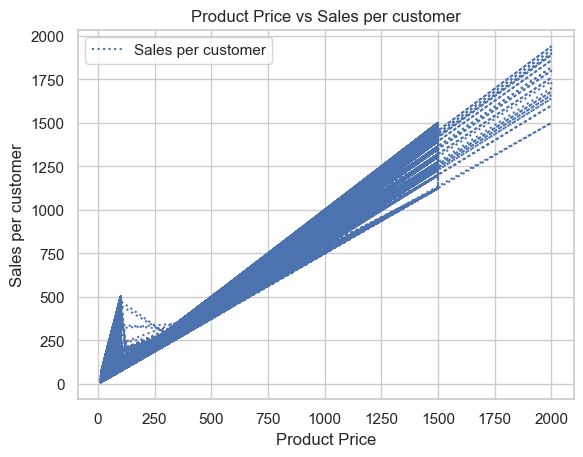 Product Price vs Sales per customer
Sales per customer
2000
1750
1500
1250
1000
750
500
250
0
Sales per customer
0 250 500 750 1000 1250 1500 1750 2000
Product Price